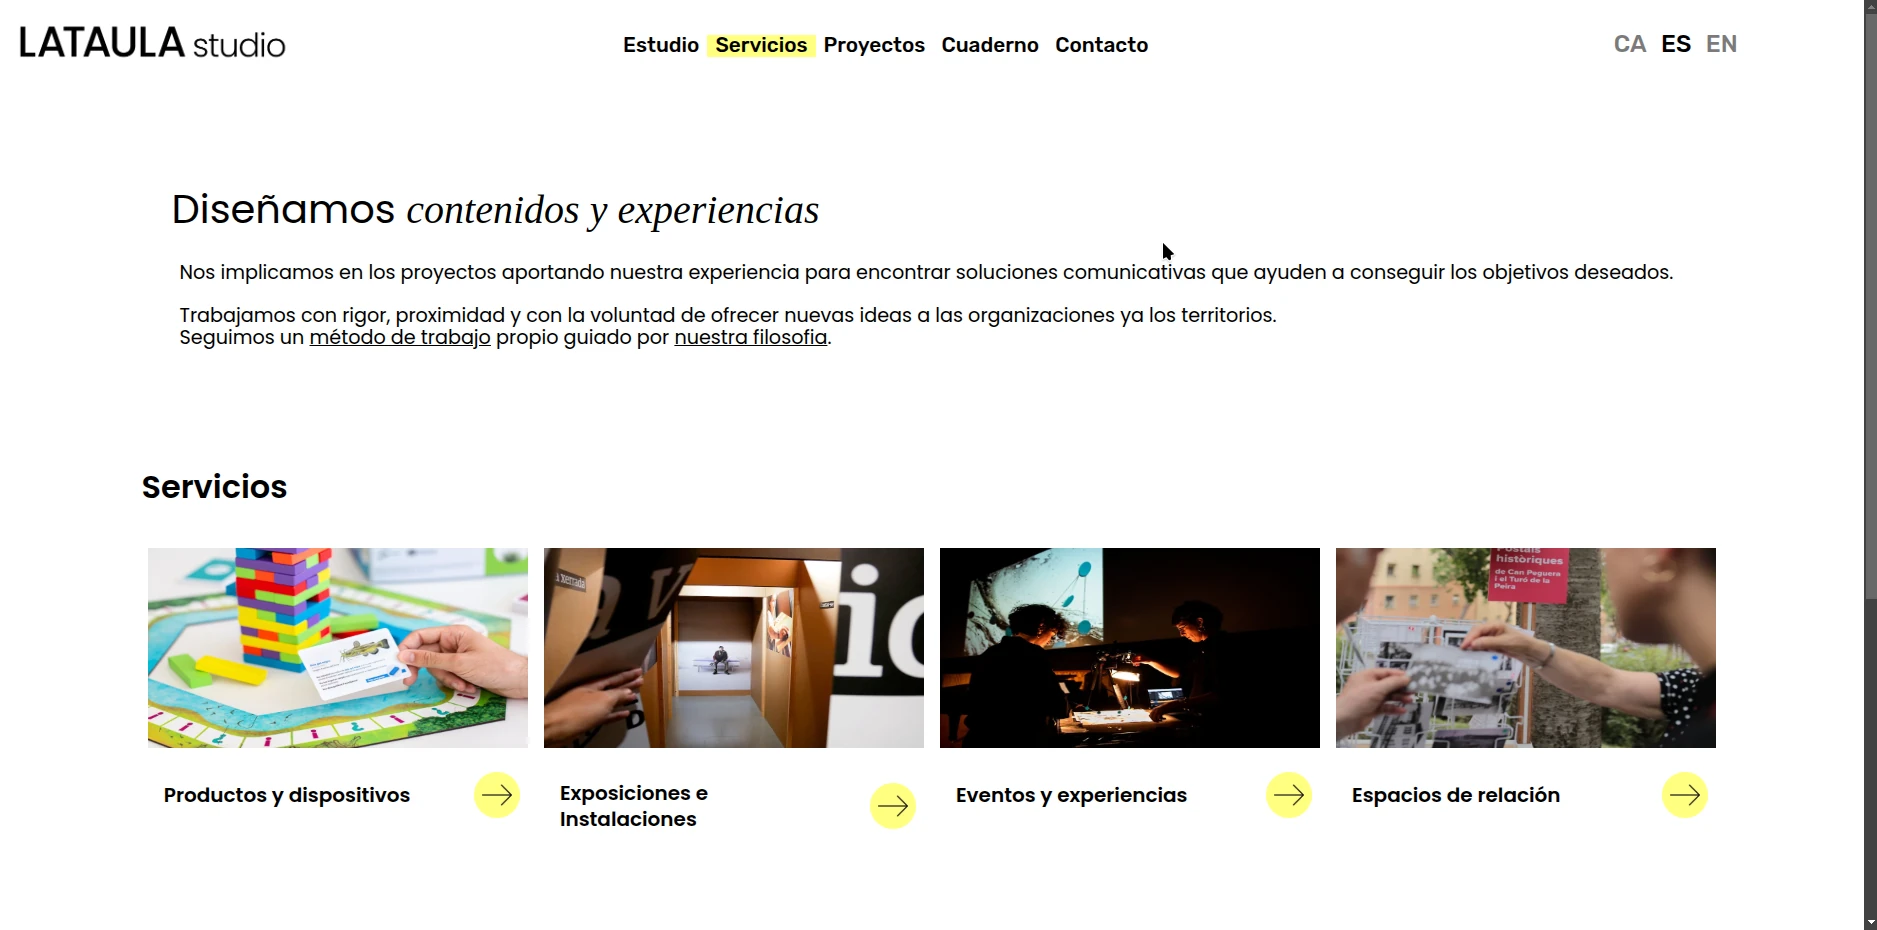 LATAULA studio
Estudio Servicios Proyectos Cuaderno Contacto
CA ES EN
Diseñamos contenidos y experiencias
Nos implicamos en los proyectos aportando nuestra experiencia para encontrar soluciones comunicativas que ayuden a conseguir los objetivos deseados.
Trabajamos con rigor, proximidad y con la voluntad de ofrecer nuevas ideas a las organizaciones ya los territorios.
Seguimos un método de trabajo propio guiado por nuestra filosofia.
Servicios
a xerrada
Postals
històriques
de Can Peguera
i el Turó de la
Peira
Productos y dispositivos
Exposiciones e
Instalaciones
Eventos y experiencias
Espacios de relación